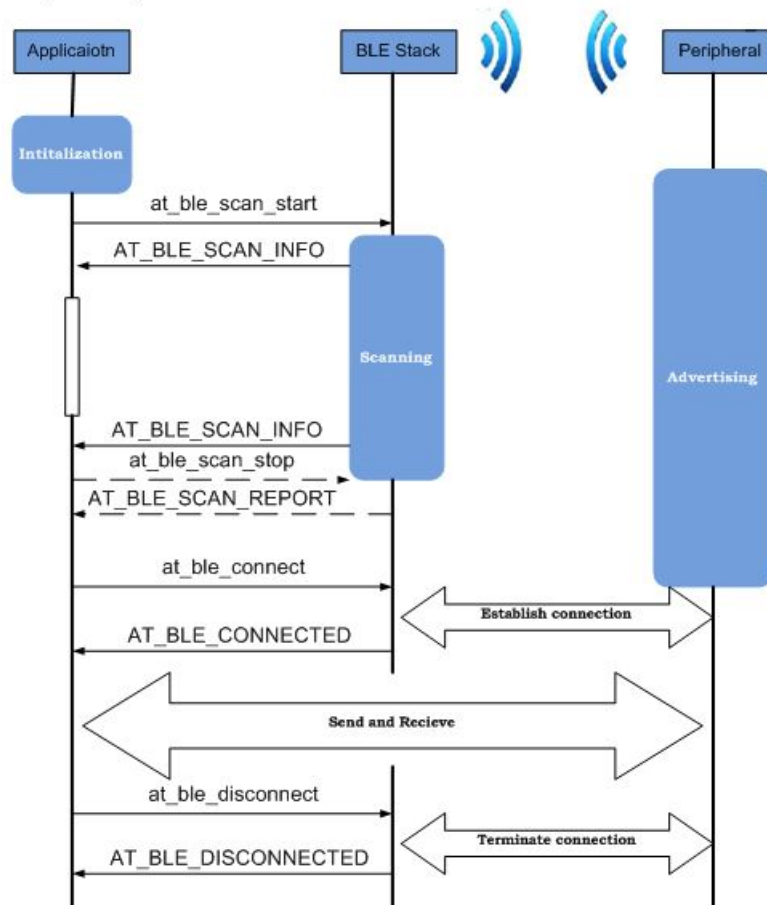 Applicaiotn
BLE Stack
Peripheral
Intitalization
at_ble_scan_start
AT_BLE_SCAN_INFO
Scanning
Advertising
AT_BLE_SCAN_INFO
at_ble_scan_stop
AT_BLE_SCAN_REPORT
at_ble_connect
Establish connection
AT_BLE_CONNECTED
Send and Recieve
at_ble_disconnect
Terminate connection
AT_BLE_DISCONNECTED